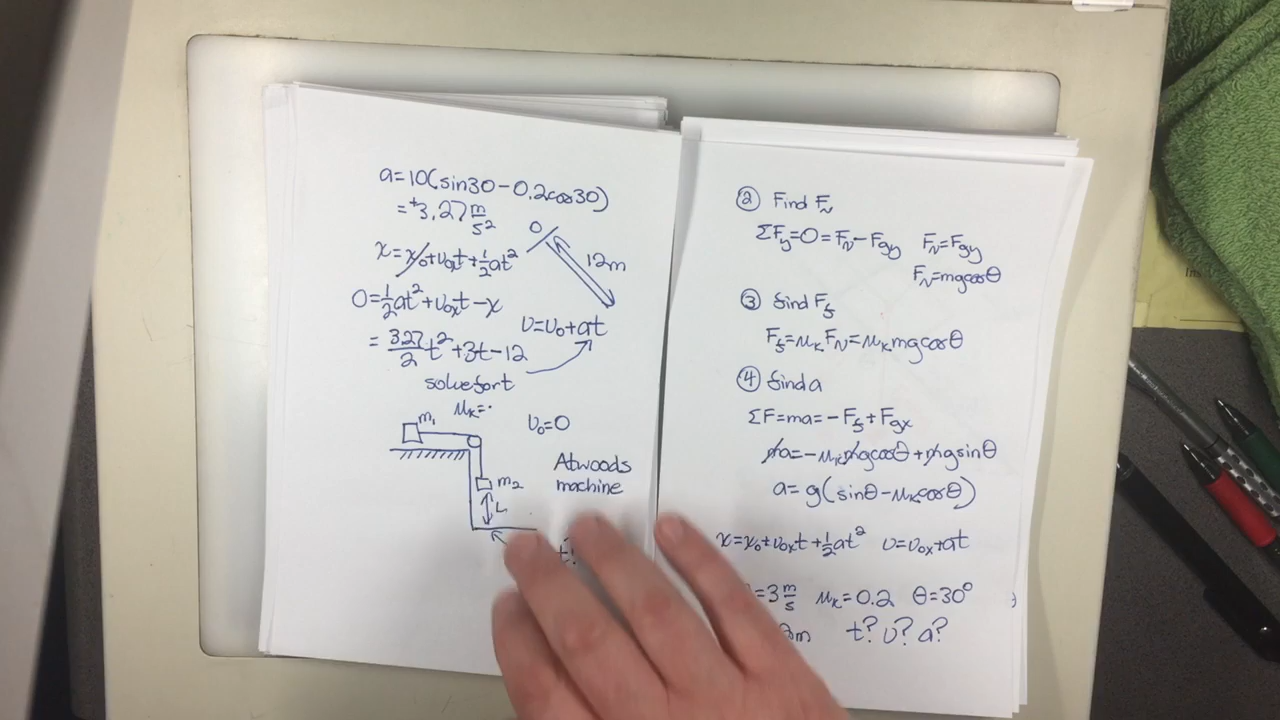 a=10(sin30-0.2cos30)
=+3.27 m/s²
0
12m
x=x₀+v₀ₓt+½at²
0=½at²+v₀ₓt-x
v=v₀+at
=3.27/2 t²+3t-12
solve for t
μₖ=.
m₁
v₀=0
Atwoods
machine
m₂
L
t?
② Find F_N
ΣF_y=0=F_N-F_gy F_N=F_gy
F_N=mgcosθ
③ find F_f
F_f=μₖF_N=μₖmgcosθ
④ find a
ΣF=ma=-F_f+F_gx
ma=-μₖmgcosθ+mgsinθ
a=g(sinθ-μₖcosθ)
x=x₀+v₀ₓt+½at² v=v₀ₓ+at
=3 m/s μₖ=0.2 θ=30°
m t? v? a?